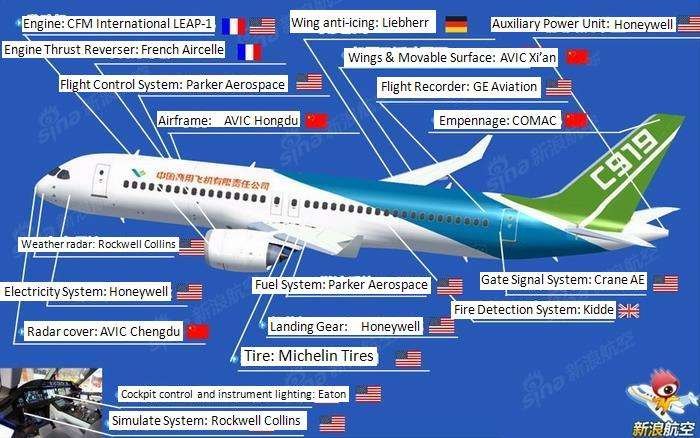 Engine: CFM International LEAP-1
Wing anti-icing: Liebherr
Auxiliary Power Unit: Honeywell
Engine Thrust Reverser: French Aircelle
Wings & Movable Surface: AVIC Xi'an
Flight Control System: Parker Aerospace
Flight Recorder: GE Aviation
Airframe: AVIC Hongdu
Empennage: COMAC
C919
中国商用飞机有限责任公司
Weather radar: Rockwell Collins
Electricity System: Honeywell
Fuel System: Parker Aerospace
Gate Signal System: Crane AE
Fire Detection System: Kidde
Radar cover: AVIC Chengdu
Landing Gear: Honeywell
Tire: Michelin Tires
Cockpit control and instrument lighting: Eaton
Simulate System: Rockwell Collins
sina 新浪航空
新浪航空